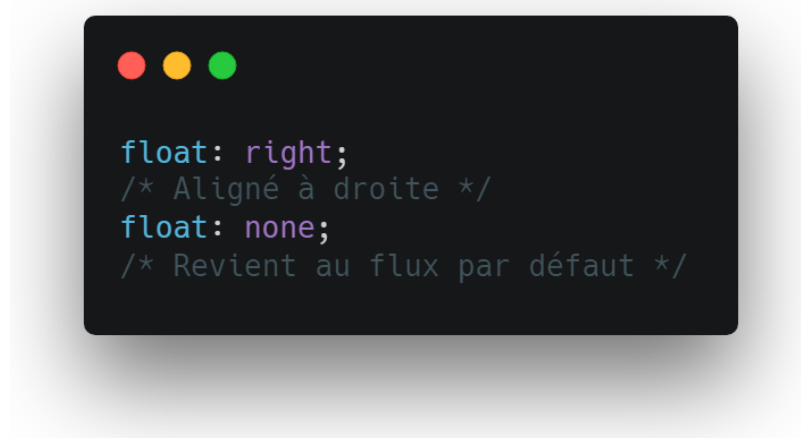 float: right;
/* Aligné à droite */
float: none;
/* Revient au flux par défaut */